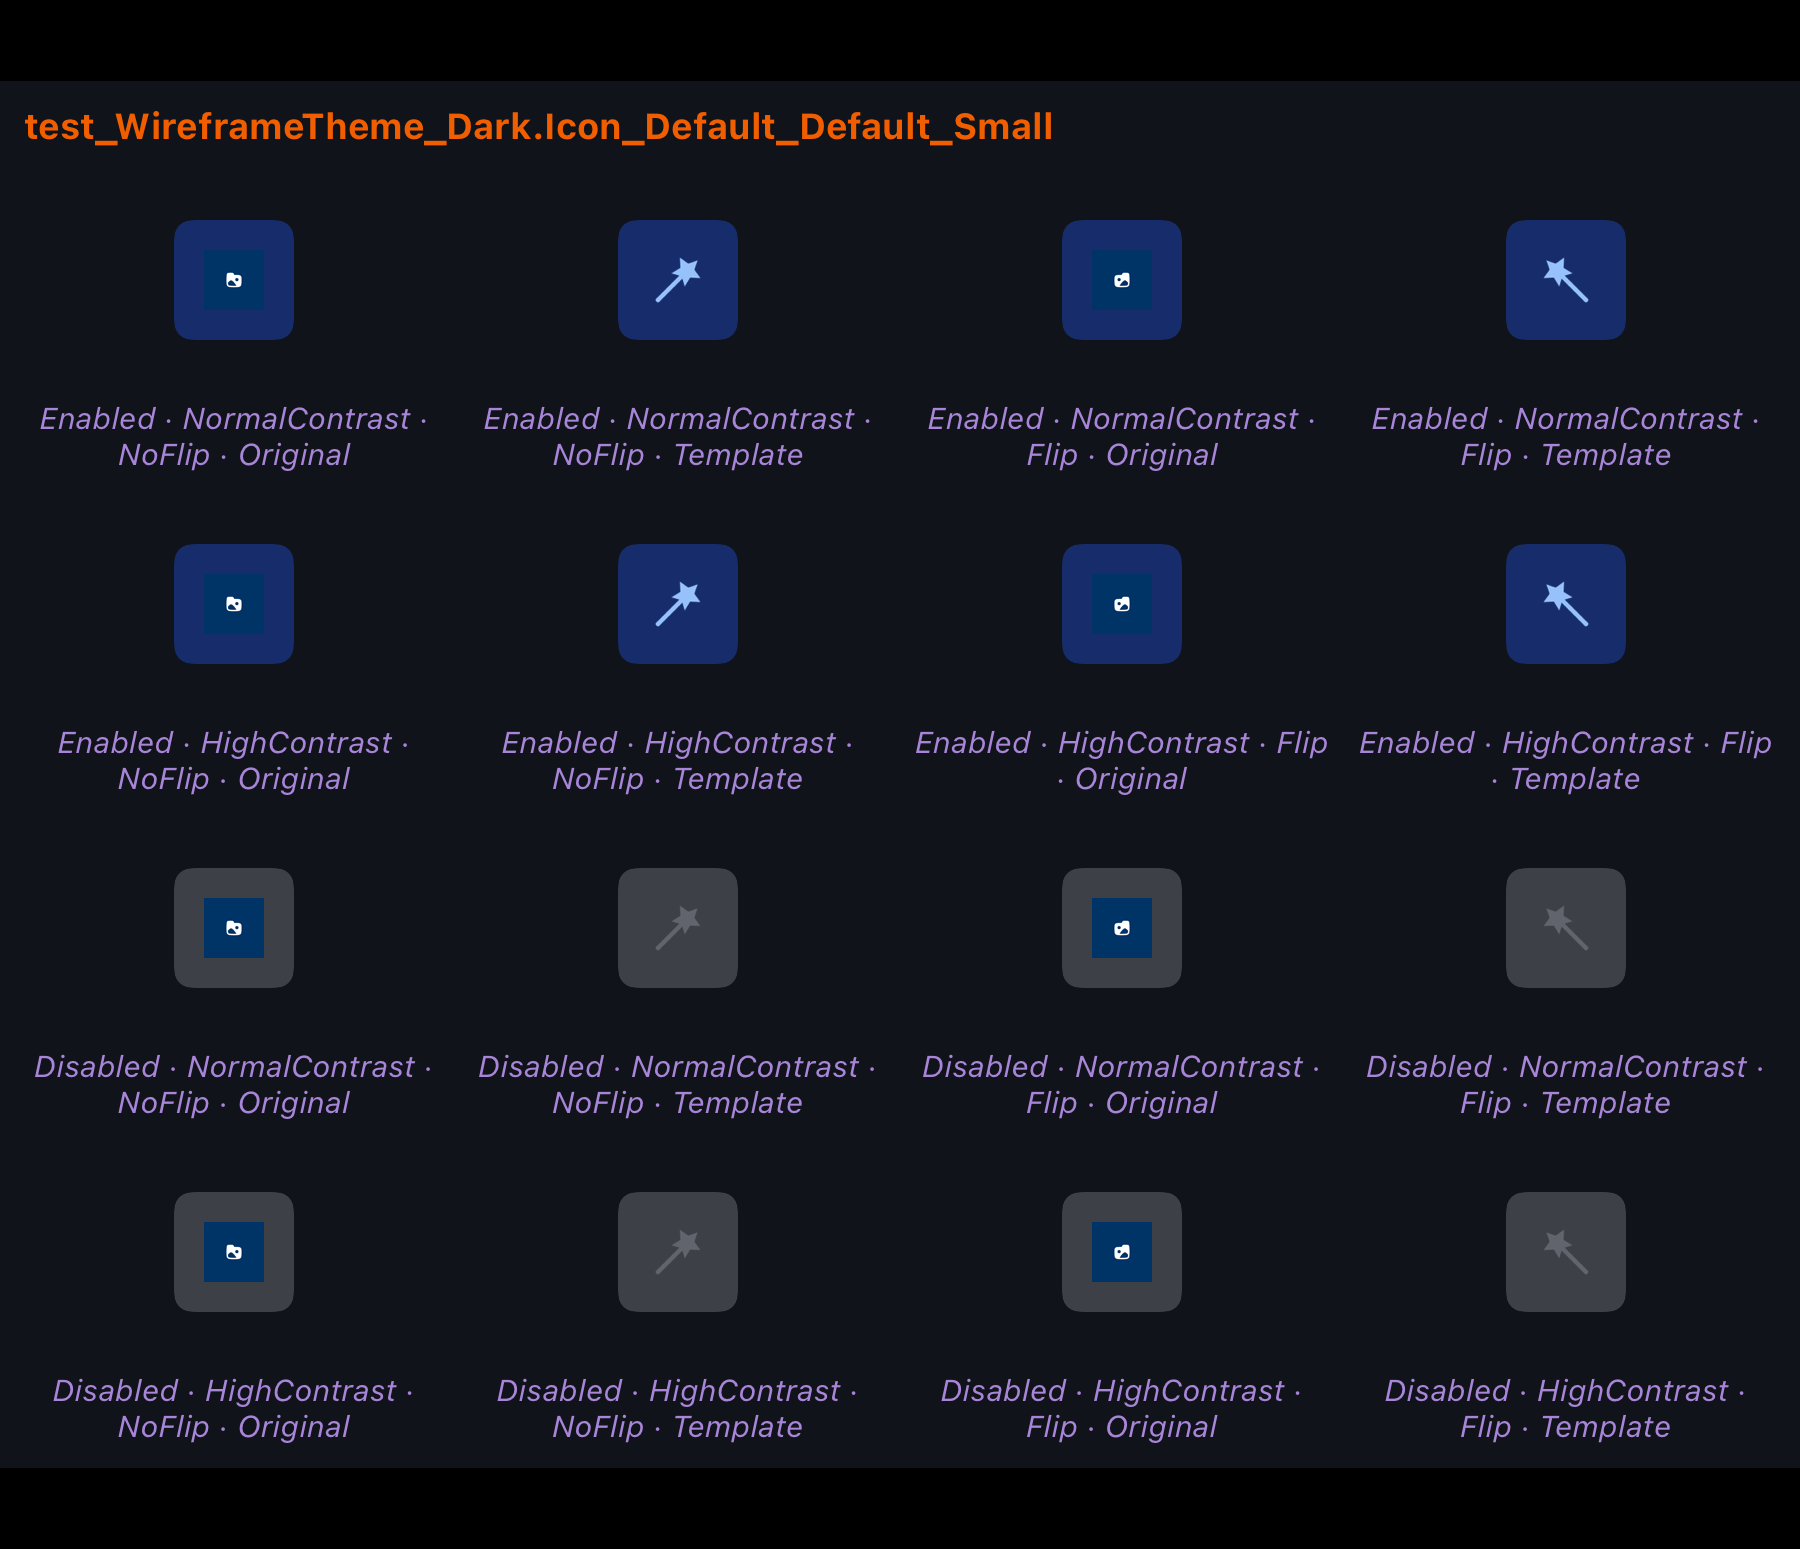 test_WireframeTheme_Dark.Icon_Default_Default_Small
Enabled · NormalContrast ·
NoFlip · Original
Enabled · NormalContrast ·
NoFlip · Template
Enabled · NormalContrast ·
Flip · Original
Enabled · NormalContrast ·
Flip · Template
Enabled · HighContrast ·
NoFlip · Original
Enabled · HighContrast ·
NoFlip · Template
Enabled · HighContrast · Flip
· Original
Enabled · HighContrast · Flip
· Template
Disabled · NormalContrast ·
NoFlip · Original
Disabled · NormalContrast ·
NoFlip · Template
Disabled · NormalContrast ·
Flip · Original
Disabled · NormalContrast ·
Flip · Template
Disabled · HighContrast ·
NoFlip · Original
Disabled · HighContrast ·
NoFlip · Template
Disabled · HighContrast ·
Flip · Original
Disabled · HighContrast ·
Flip · Template